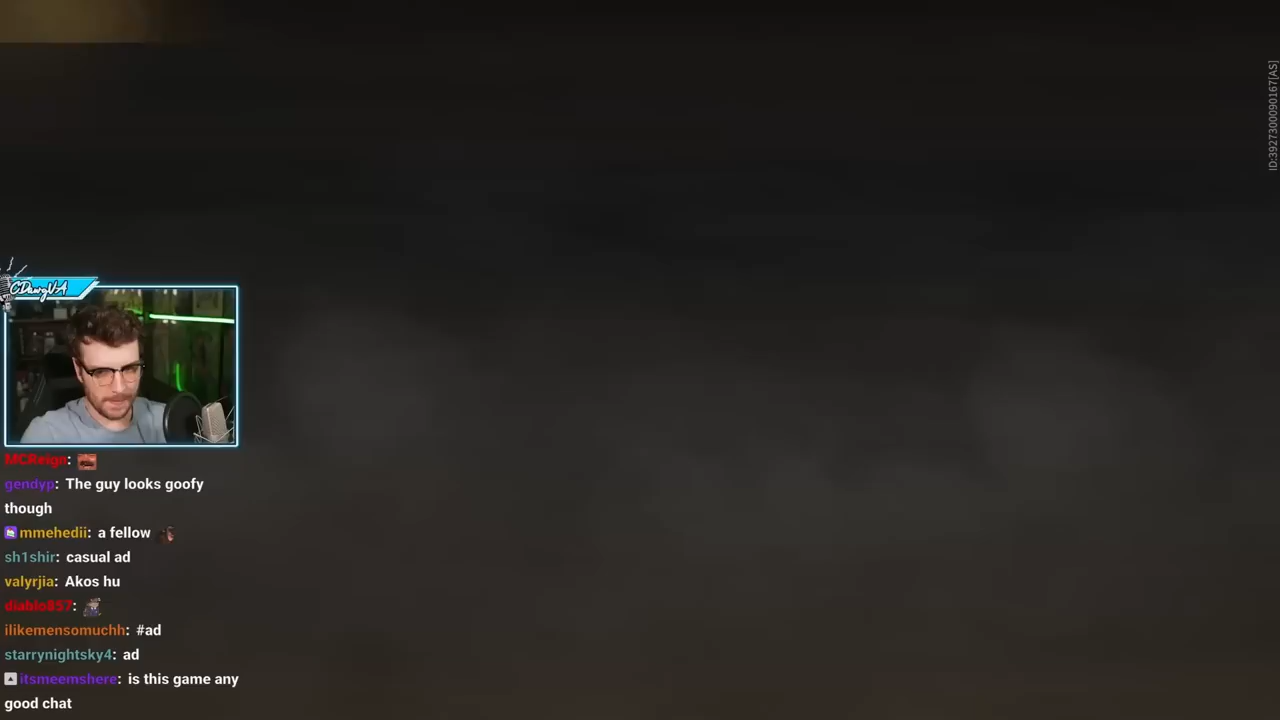 ID:3927300090167[AS]
CDawgVA
MCReign:
gendyp: The guy looks goofy
though
mmehedii: a fellow
sh1shir: casual ad
valyrjia: Akos hu
diablo857:
ilikemensomuchh: #ad
starrynightsky4: ad
itsmeemshere: is this game any
good chat